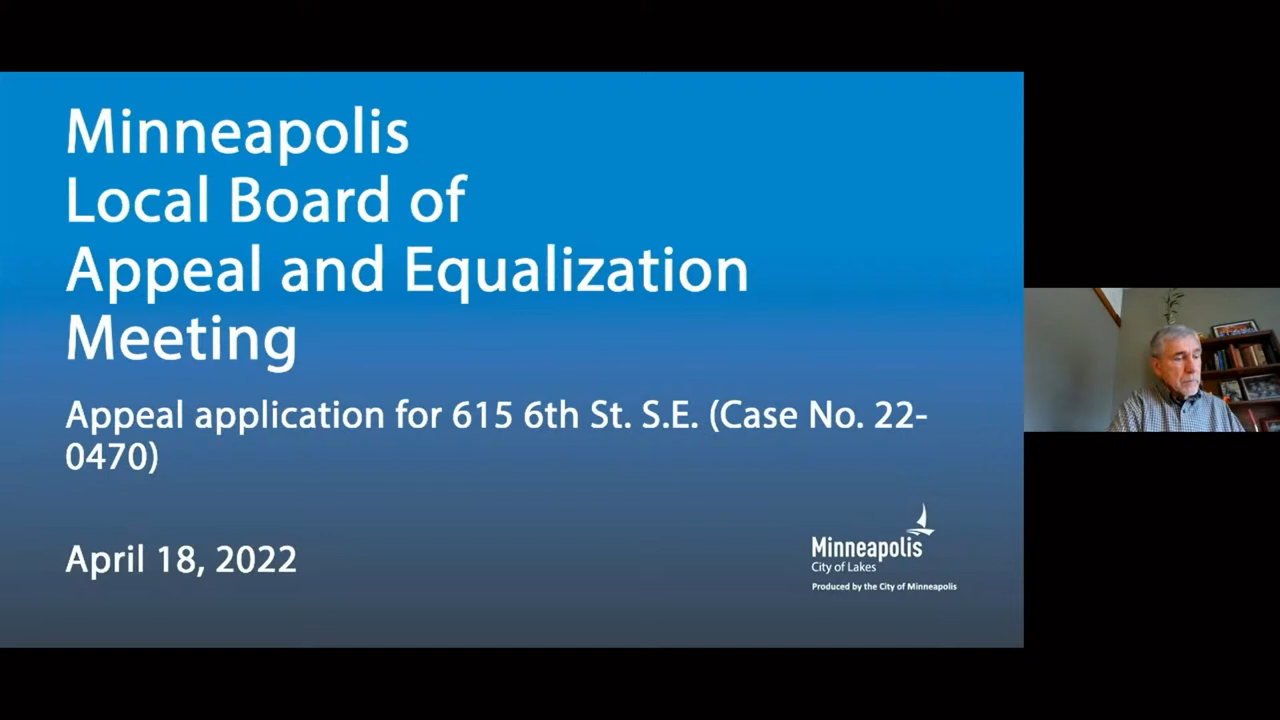 Minneapolis
Local Board of
Appeal and Equalization
Meeting
Appeal application for 615 6th St. S.E. (Case No. 22-
0470)
April 18, 2022
Minneapolis
City of Lakes
Produced by the City of Minneapolis